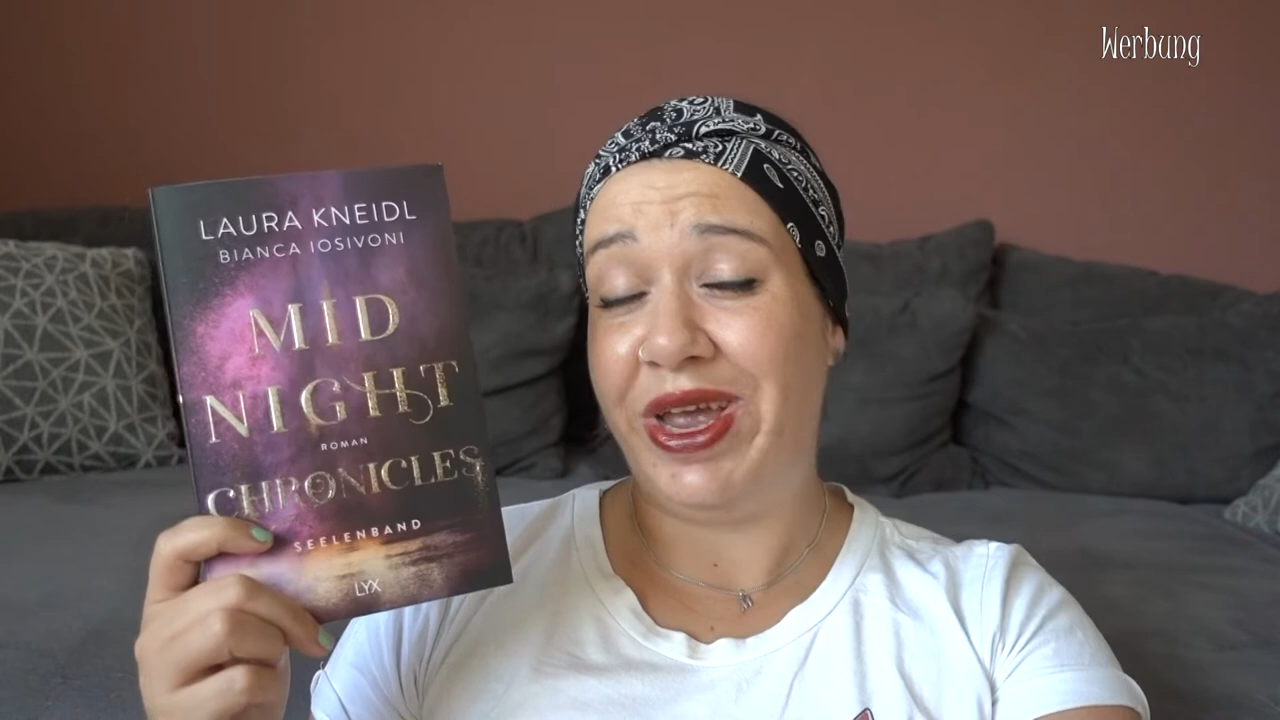 Werbung
LAURA KNEIDL
BIANCA IOSIVONI
MID
NIGHT
ROMAN
CHRONICLES
SEELENBAND
LYX